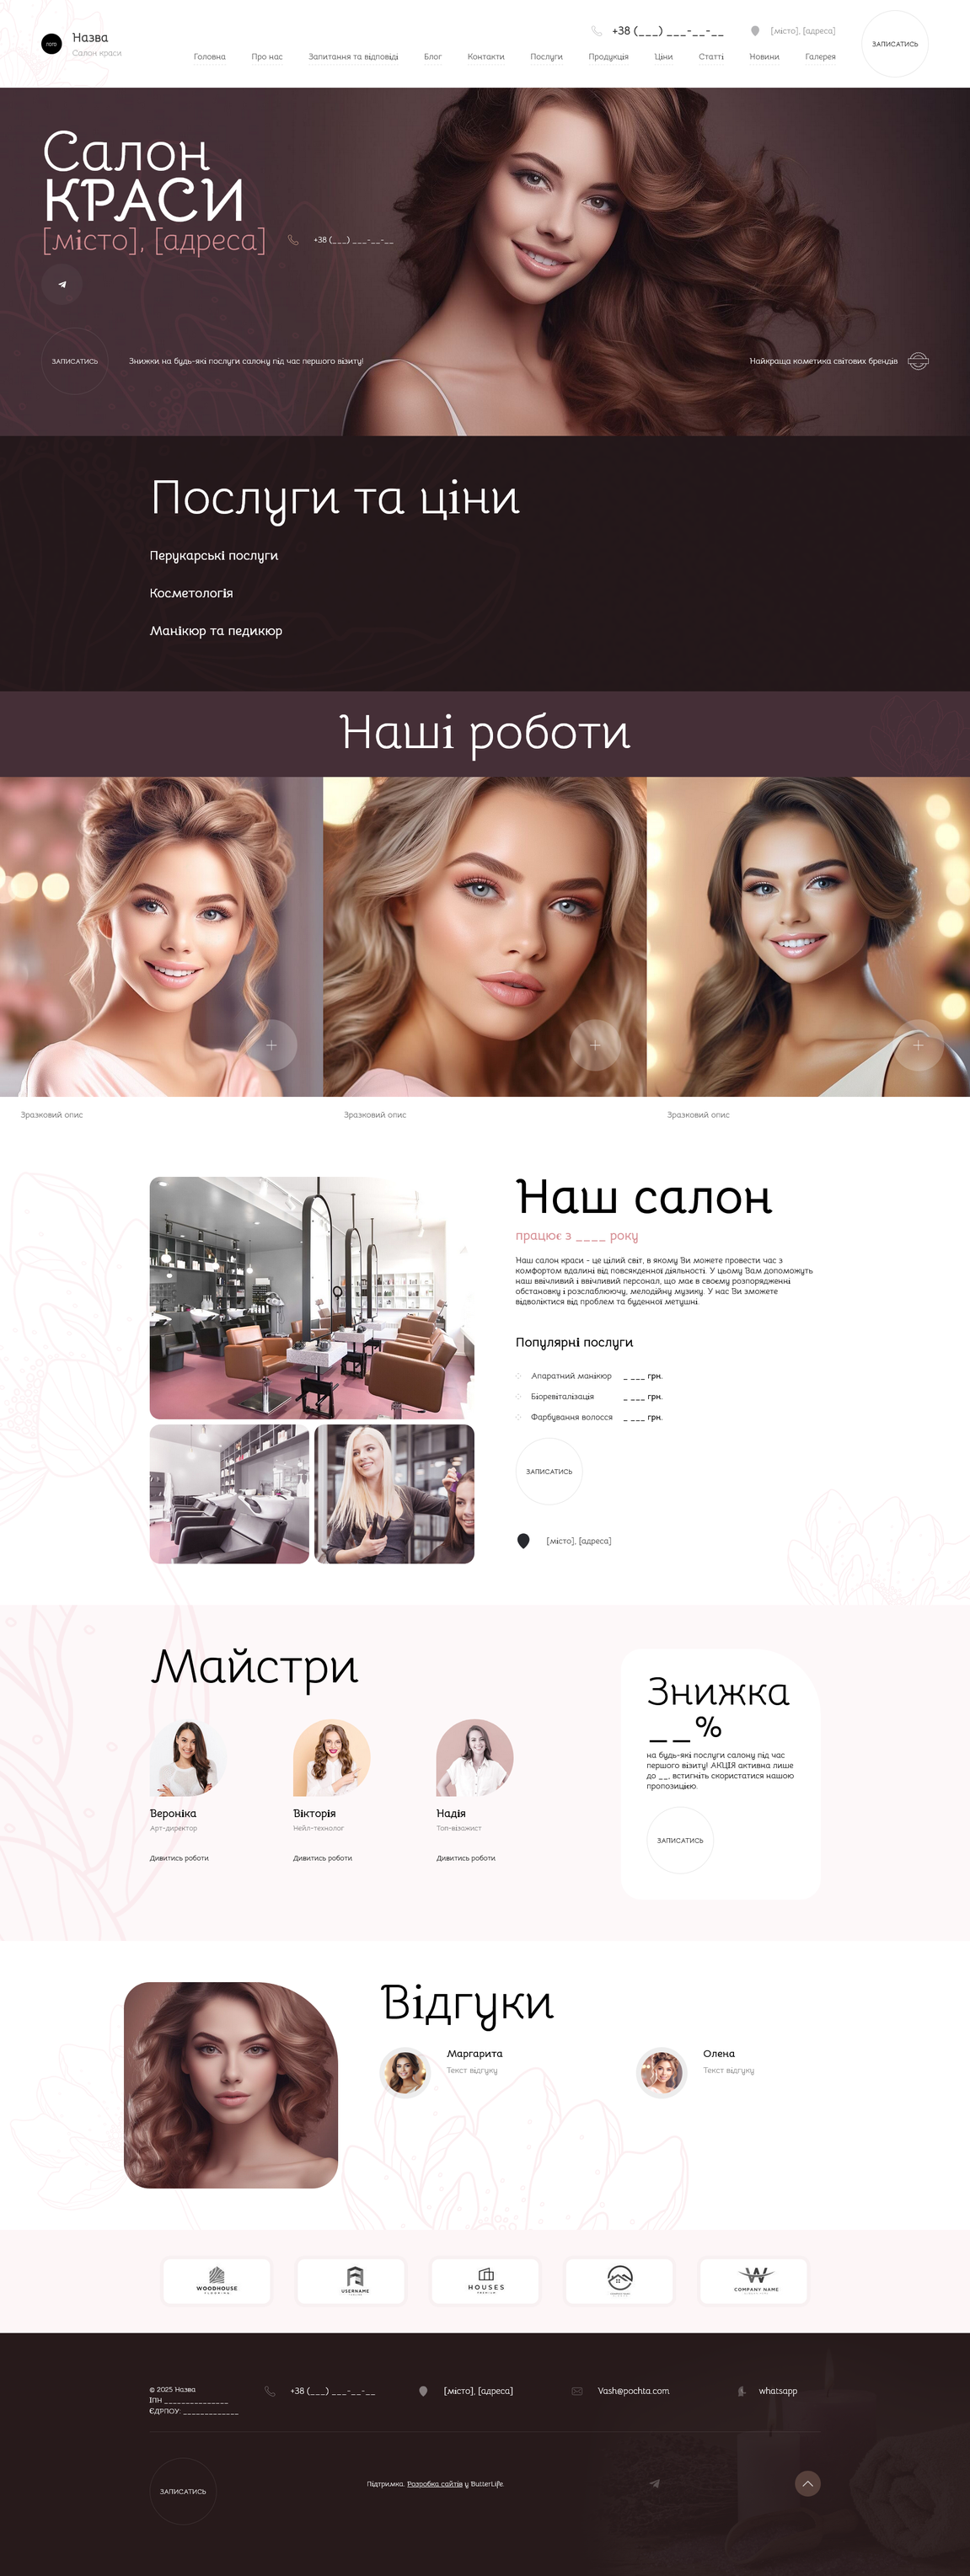 ЛОГО
Назва
Салон краси
+38 (___) ___-__-__
[місто], [адреса]
ЗАПИСАТИСЬ
Головна
Про нас
Запитання та відповіді
Блог
Контакти
Послуги
Продукція
Ціни
Статті
Новини
Галерея
Салон
КРАСИ
[місто], [адреса]
+38 (___) ___-__-__
ЗАПИСАТИСЬ
Знижки на будь-які послуги салону під час першого візиту!
Найкраща кометика світових брендів
Послуги та ціни
Перукарські послуги
Косметологія
Манікюр та педикюр
Наші роботи
Зразковий опис
Зразковий опис
Зразковий опис
Наш салон
працює з ____ року
Наш салон краси - це цілий світ, в якому Ви можете провести час з
комфортом вдалині від повсякденної діяльності. У цьому Вам допоможуть
наш ввічливий і ввічливий персонал, що має в своєму розпорядженні
обстановку і розслаблюючу, мелодійну музику. У нас Ви зможете
відволіктися від проблем та буденної метушні.
Популярні послуги
Апаратний манікюр _ ___ грн.
Біоревіталізація _ ___ грн.
Фарбування волосся _ ___ грн.
ЗАПИСАТИСЬ
[місто], [адреса]
Майстри
Вероніка
Арт-директор
Дивитись роботи
Вікторія
Нейл-технолог
Дивитись роботи
Надія
Топ-візажист
Дивитись роботи
Знижка
__%
на будь-які послуги салону під час
першого візиту! АКЦІЯ активна лише
до __, встигніть скористатися нашою
пропозицією.
ЗАПИСАТИСЬ
Відгуки
Маргарита
Текст відгуку
Олена
Текст відгуку
WOODHOUSE
USERNAME
HOUSES
COMPANY NAME
© 2025 Назва
ІПН _______________
ЄДРПОУ: _____________
+38 (___) ___-__-__
[місто], [адреса]
Vash@pochta.com
whatsapp
ЗАПИСАТИСЬ
Підтримка. Розробка сайтів у ButterLife.